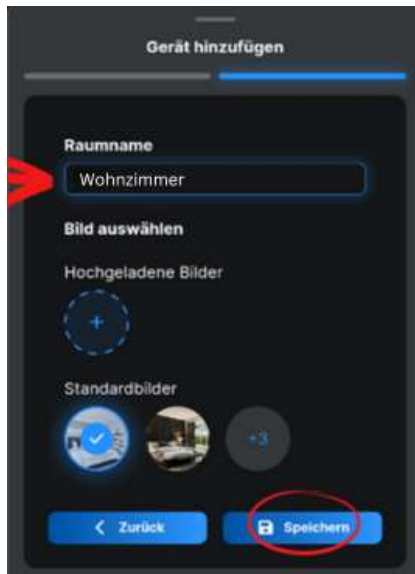 Gerät hinzufügen
Raumname
Wohnzimmer
Bild auswählen
Hochgeladene Bilder
+
Standardbilder
+3
Zurück
Speichern